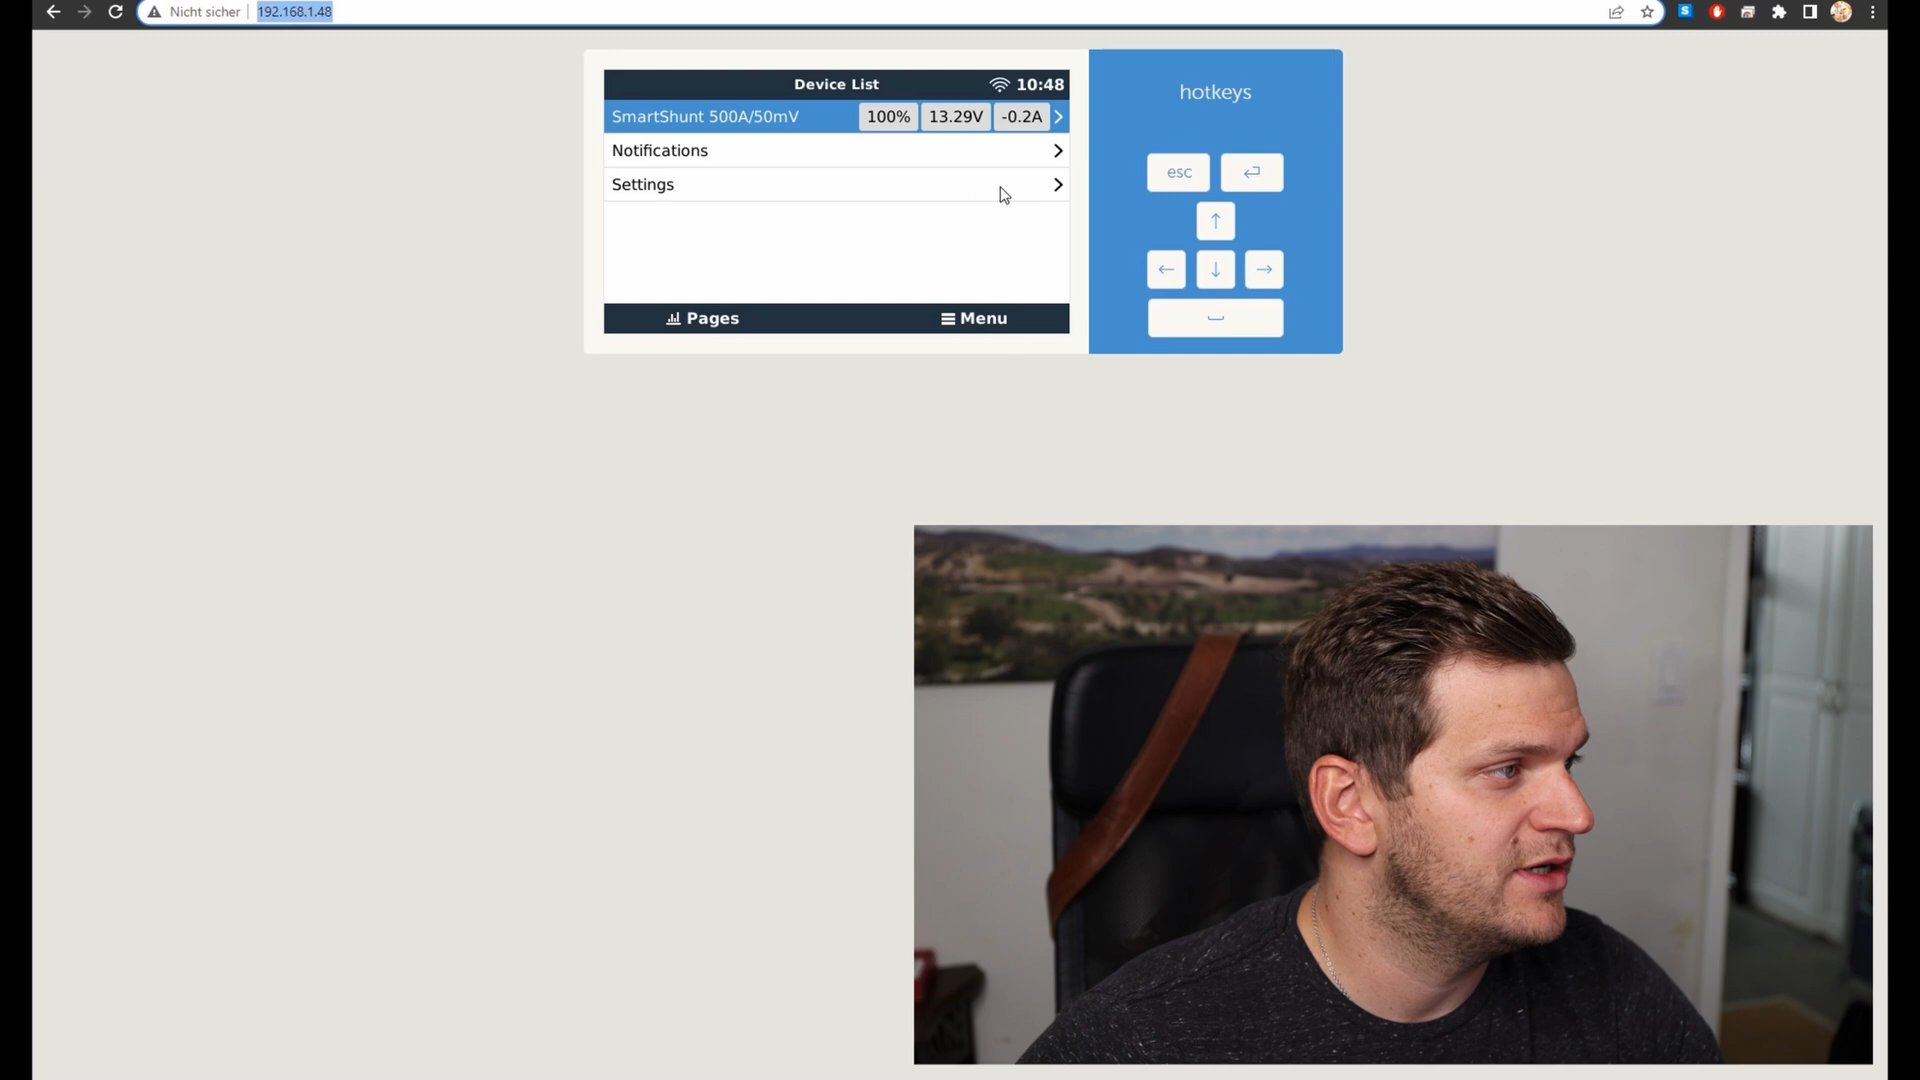 Nicht sicher
192.168.1.48
S
Device List
10:48
SmartShunt 500A/50mV
100%
13.29V
-0.2A
Notifications
Settings
Pages
Menu
hotkeys
esc